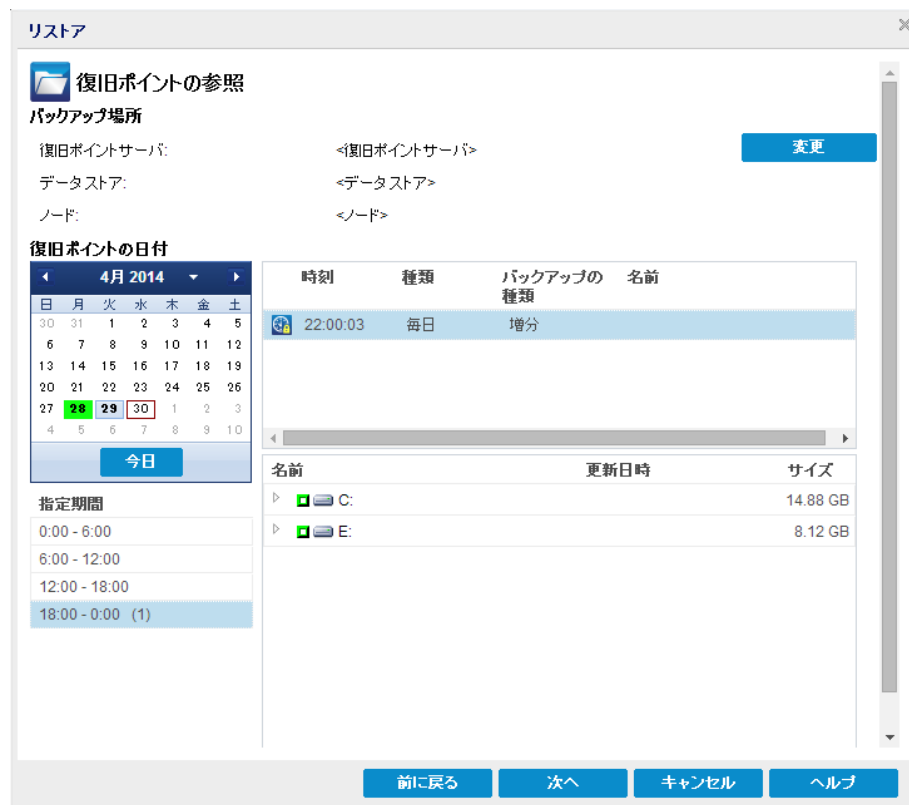 リストア
復旧ポイントの参照
バックアップ場所
復旧ポイントサーバ: <復旧ポイントサーバ> 変更
データストア: <データストア>
ノード: <ノード>
復旧ポイントの日付
4月 2014
日 月 火 水 木 金 土
30 31 1 2 3 4 5
6 7 8 9 10 11 12
13 14 15 16 17 18 19
20 21 22 23 24 25 26
27 28 29 30 1 2 3
4 5 6 7 8 9 10
今日
指定期間
0:00 - 6:00
6:00 - 12:00
12:00 - 18:00
18:00 - 0:00 (1)
時刻 種類 バックアップの種類 名前
22:00:03 毎日 増分
名前 更新日時 サイズ
C: 14.88 GB
E: 8.12 GB
前に戻る 次へ キャンセル ヘルプ